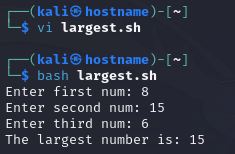 ┌──(kali㉿hostname)-[~]
└─$ vi largest.sh
┌──(kali㉿hostname)-[~]
└─$ bash largest.sh
Enter first num: 8
Enter second num: 15
Enter third num: 6
The largest number is: 15